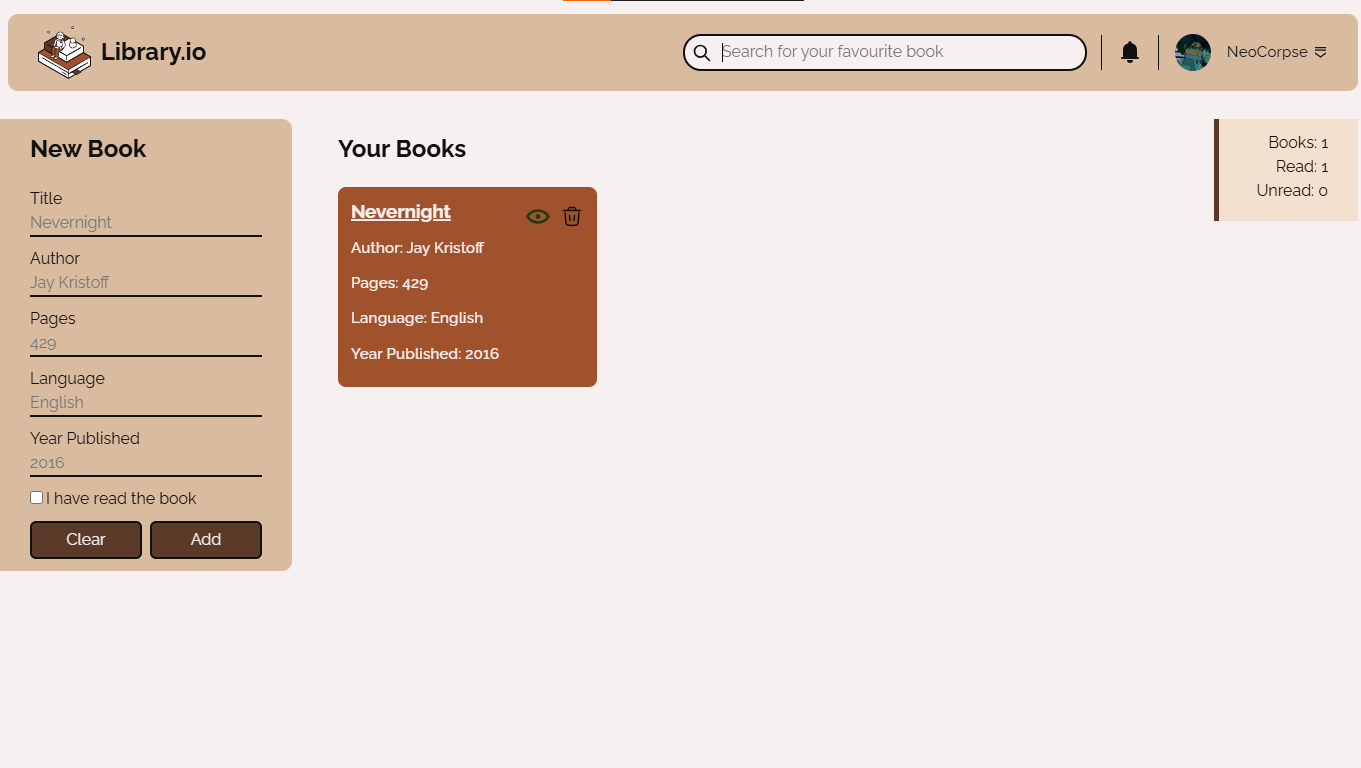 Library.io
Search for your favourite book
NeoCorpse
New Book
Title
Nevernight
Author
Jay Kristoff
Pages
429
Language
English
Year Published
2016
I have read the book
Clear
Add
Your Books
Nevernight
Author: Jay Kristoff
Pages: 429
Language: English
Year Published: 2016
Books: 1
Read: 1
Unread: 0